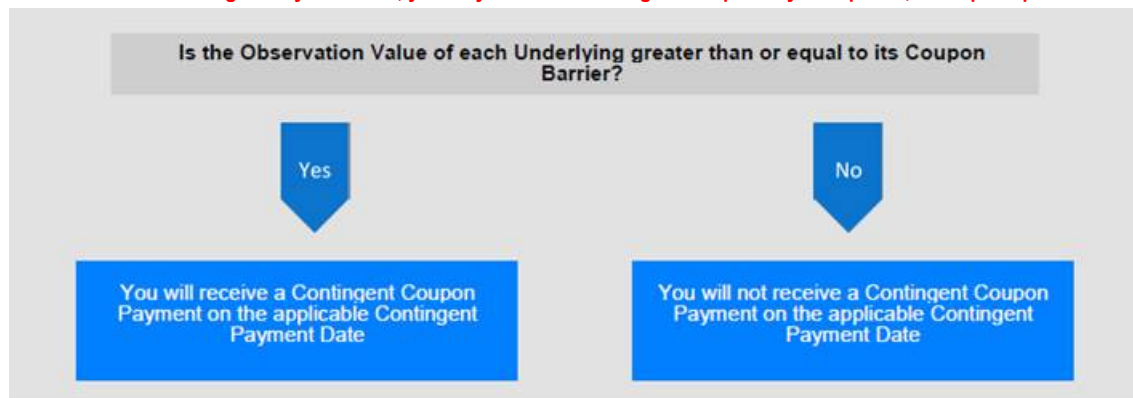 Is the Observation Value of each Underlying greater than or equal to its Coupon
Barrier?
Yes
No
You will receive a Contingent Coupon
Payment on the applicable Contingent
Payment Date
You will not receive a Contingent Coupon
Payment on the applicable Contingent
Payment Date